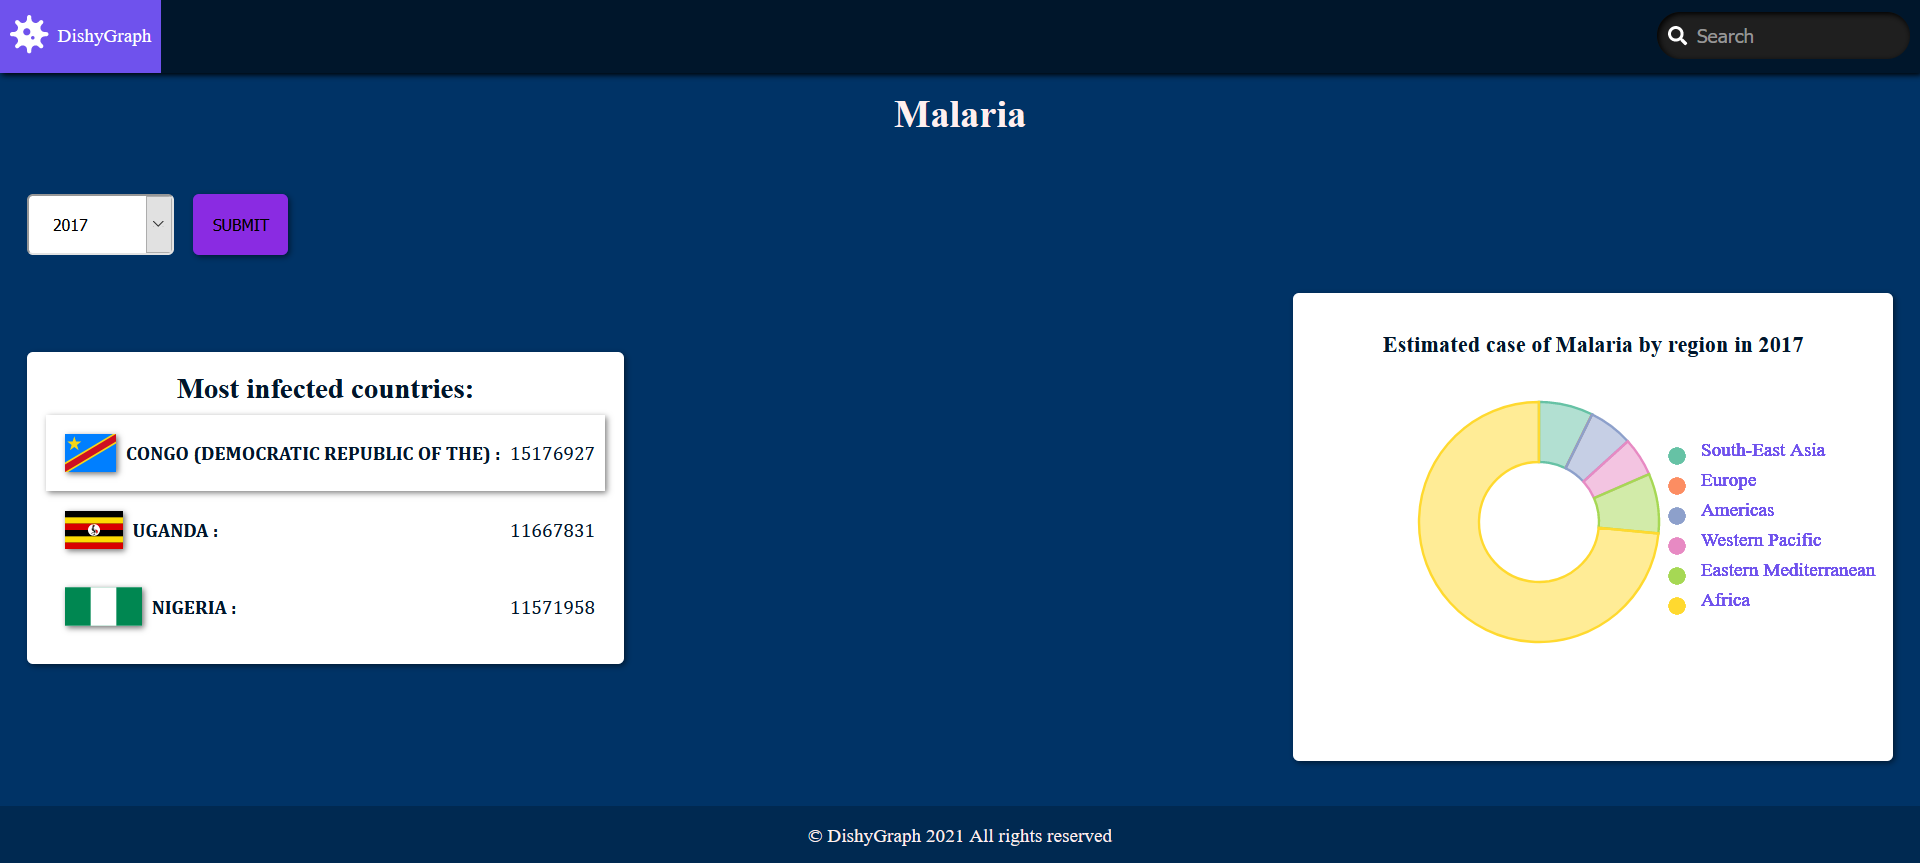 DishyGraph
Search
Malaria
2017
SUBMIT
Most infected countries:
CONGO (DEMOCRATIC REPUBLIC OF THE) : 15176927
UGANDA : 11667831
NIGERIA : 11571958
Estimated case of Malaria by region in 2017
South-East Asia
Europe
Americas
Western Pacific
Eastern Mediterranean
Africa
© DishyGraph 2021 All rights reserved